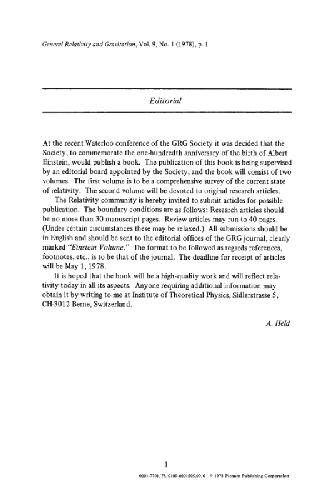 General Relativity and Gravitation, Vol. 9, No. 1 (1978), p. 1
Editorial
At the recent Waterloo conference of the GRG Society it was decided that the
Society, to commemorate the one-hundredth anniversary of the birth of Albert
Einstein, would publish a book. The publication of this book is being supervised
by an editorial board appointed by the Society, and the book will consist of two
volumes. The first volume is to be a comprehensive survey of the current state
of relativity. The second volume will be devoted to original research articles.
The Relativity community is hereby invited to submit articles for possible
publication. The boundary conditions are as follows: Research articles should
be no more than 30 manuscript pages. Review articles may run to 40 pages.
(Under certain circumstances these may be relaxed.) All submissions should be
in English and should be sent to the editorial offices of the GRG journal, clearly
marked "Einstein Volume." The format to be followed as regards references,
footnotes, etc., is to be that of the journal. The deadline for receipt of articles
will be May 1, 1978.
It is hoped that the book will be a high-quality work and will reflect rela-
tivity today in all its aspects. Anyone requiring additional information may
obtain it by writing to me at Institute of Theoretical Physics, Sidlerstrasse 5,
CH-3012 Berne, Switzerland.
A. Held
1
© 1978 Plenum Publishing Corporation